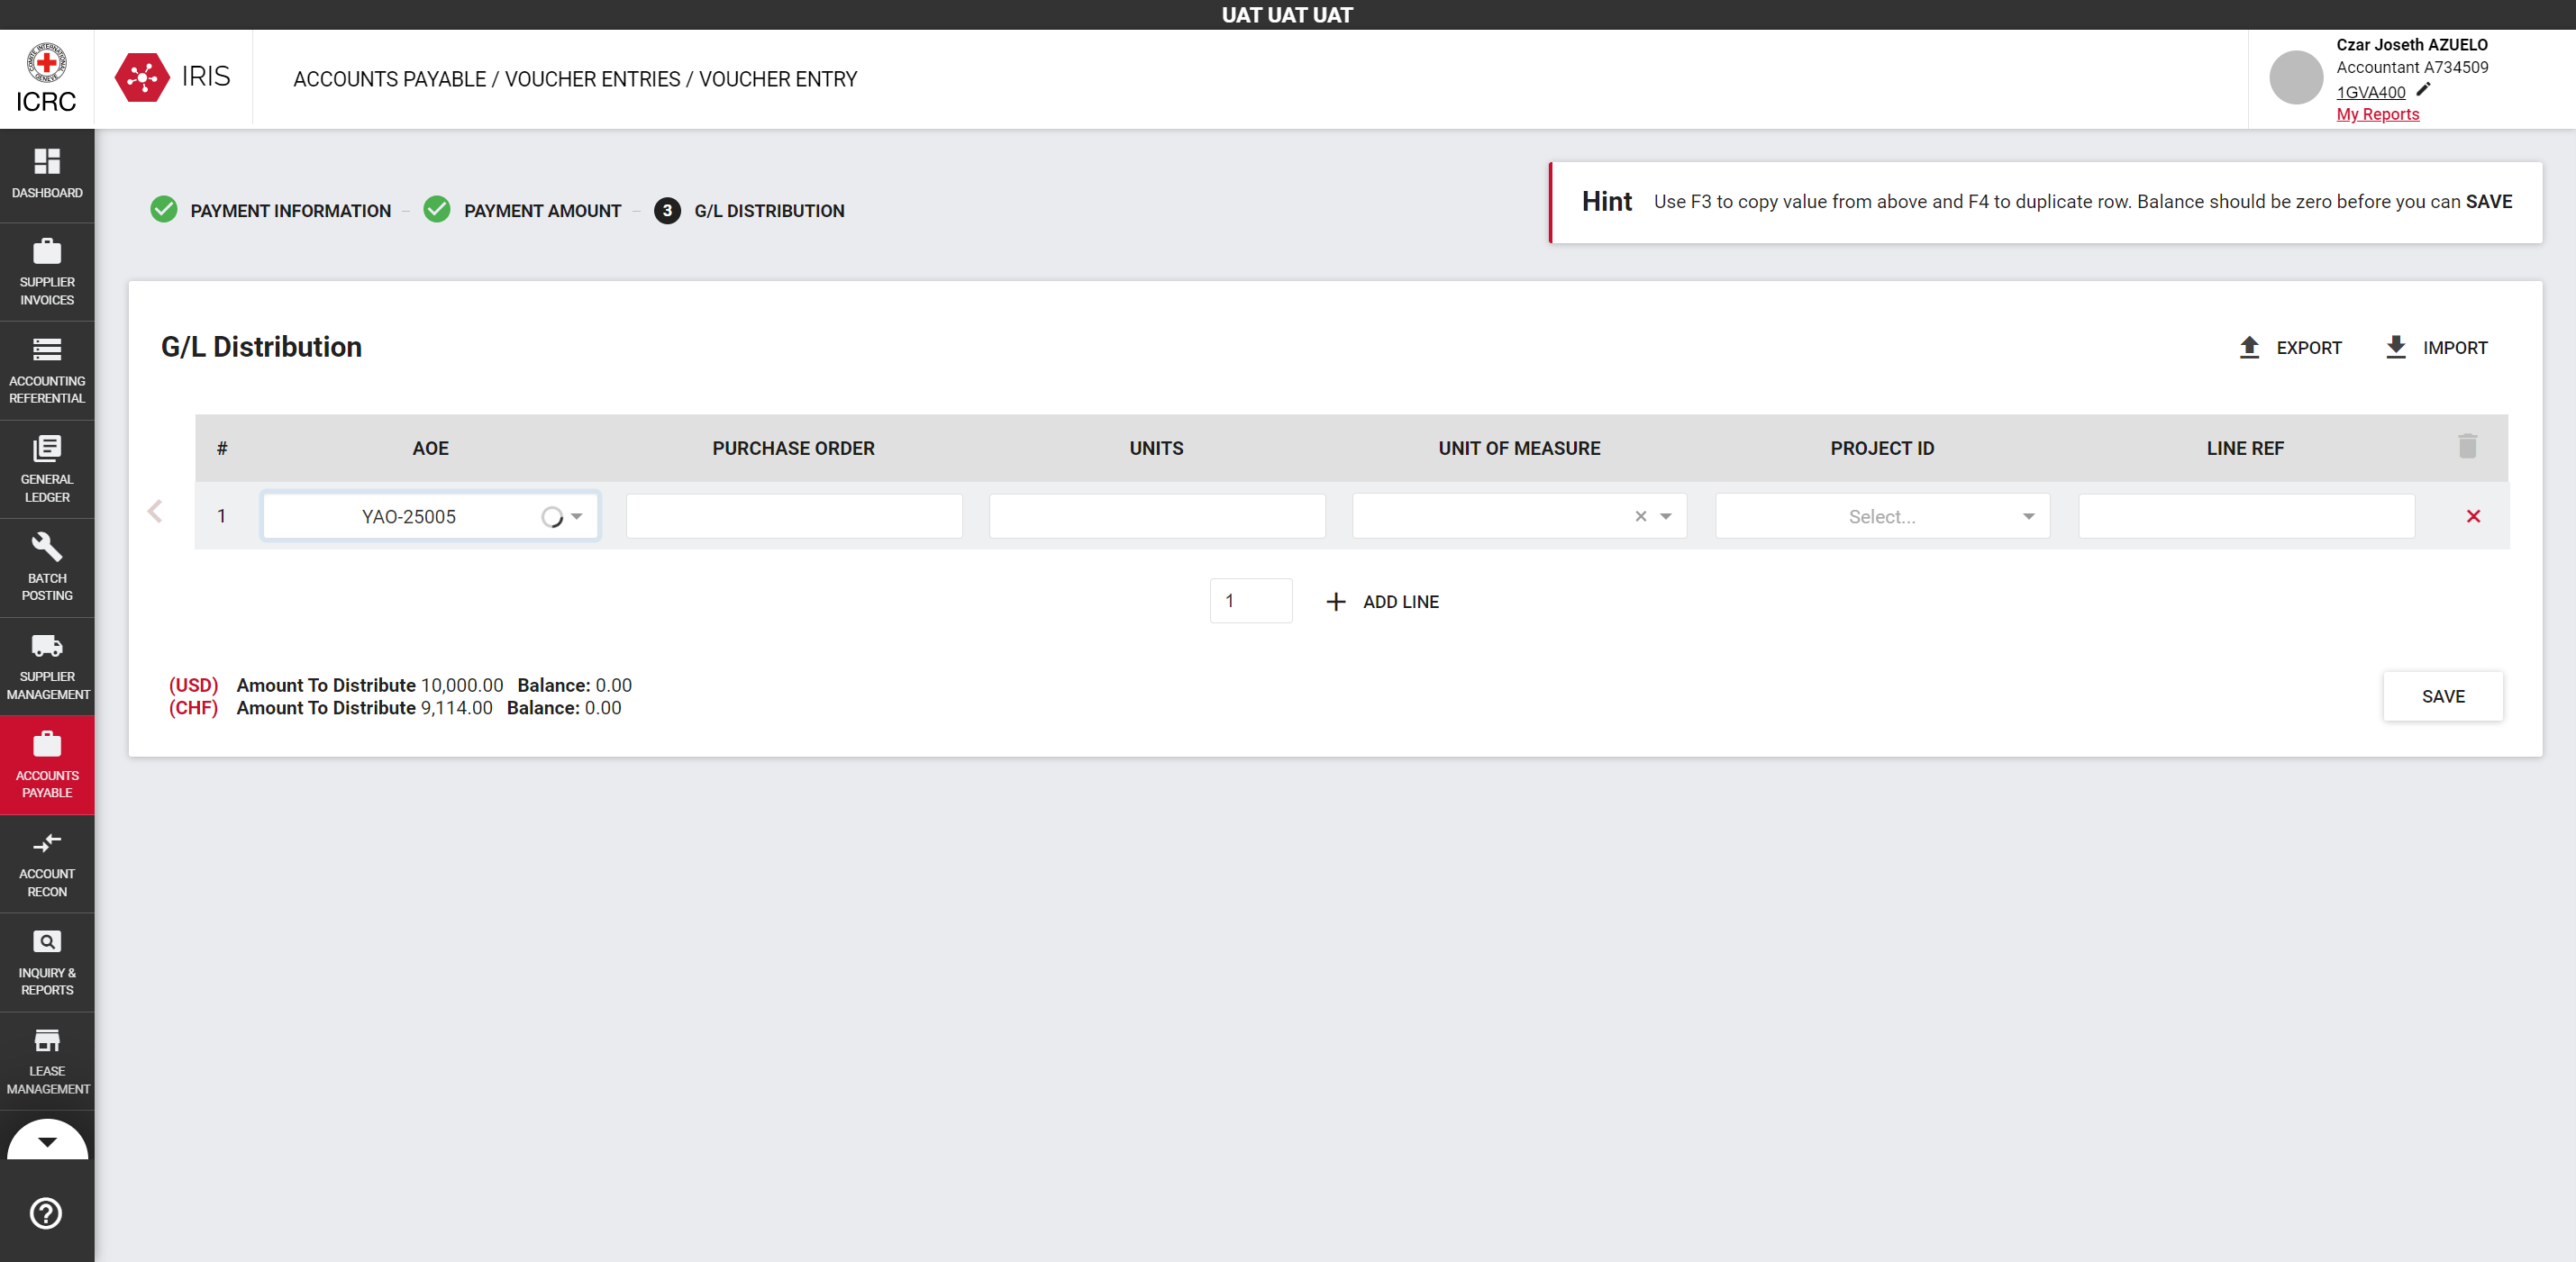 UAT UAT UAT
ICRC
IRIS
ACCOUNTS PAYABLE / VOUCHER ENTRIES / VOUCHER ENTRY
Czar Joseth AZUELO
Accountant A734509
1GVA400
My Reports
DASHBOARD
SUPPLIER
INVOICES
ACCOUNTING
REFERENTIAL
GENERAL
LEDGER
BATCH
POSTING
SUPPLIER
MANAGEMENT
ACCOUNTS
PAYABLE
ACCOUNT
RECON
INQUIRY &
REPORTS
LEASE
MANAGEMENT
PAYMENT INFORMATION
PAYMENT AMOUNT
3 G/L DISTRIBUTION
Hint Use F3 to copy value from above and F4 to duplicate row. Balance should be zero before you can SAVE
G/L Distribution
EXPORT
IMPORT
# AOE PURCHASE ORDER UNITS UNIT OF MEASURE PROJECT ID LINE REF
1 YAO-25005 Select...
1 ADD LINE
(USD) Amount To Distribute 10,000.00 Balance: 0.00
(CHF) Amount To Distribute 9,114.00 Balance: 0.00
SAVE